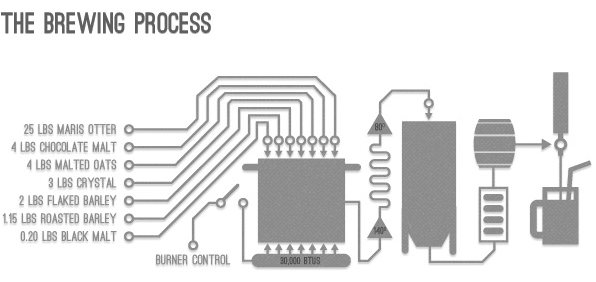 THE BREWING PROCESS
25 LBS MARIS OTTER
4 LBS CHOCOLATE MALT
4 LBS MALTED OATS
3 LBS CRYSTAL
2 LBS FLAKED BARLEY
1.15 LBS ROASTED BARLEY
0.20 LBS BLACK MALT
BURNER CONTROL
30,000 BTUS
80°
140°